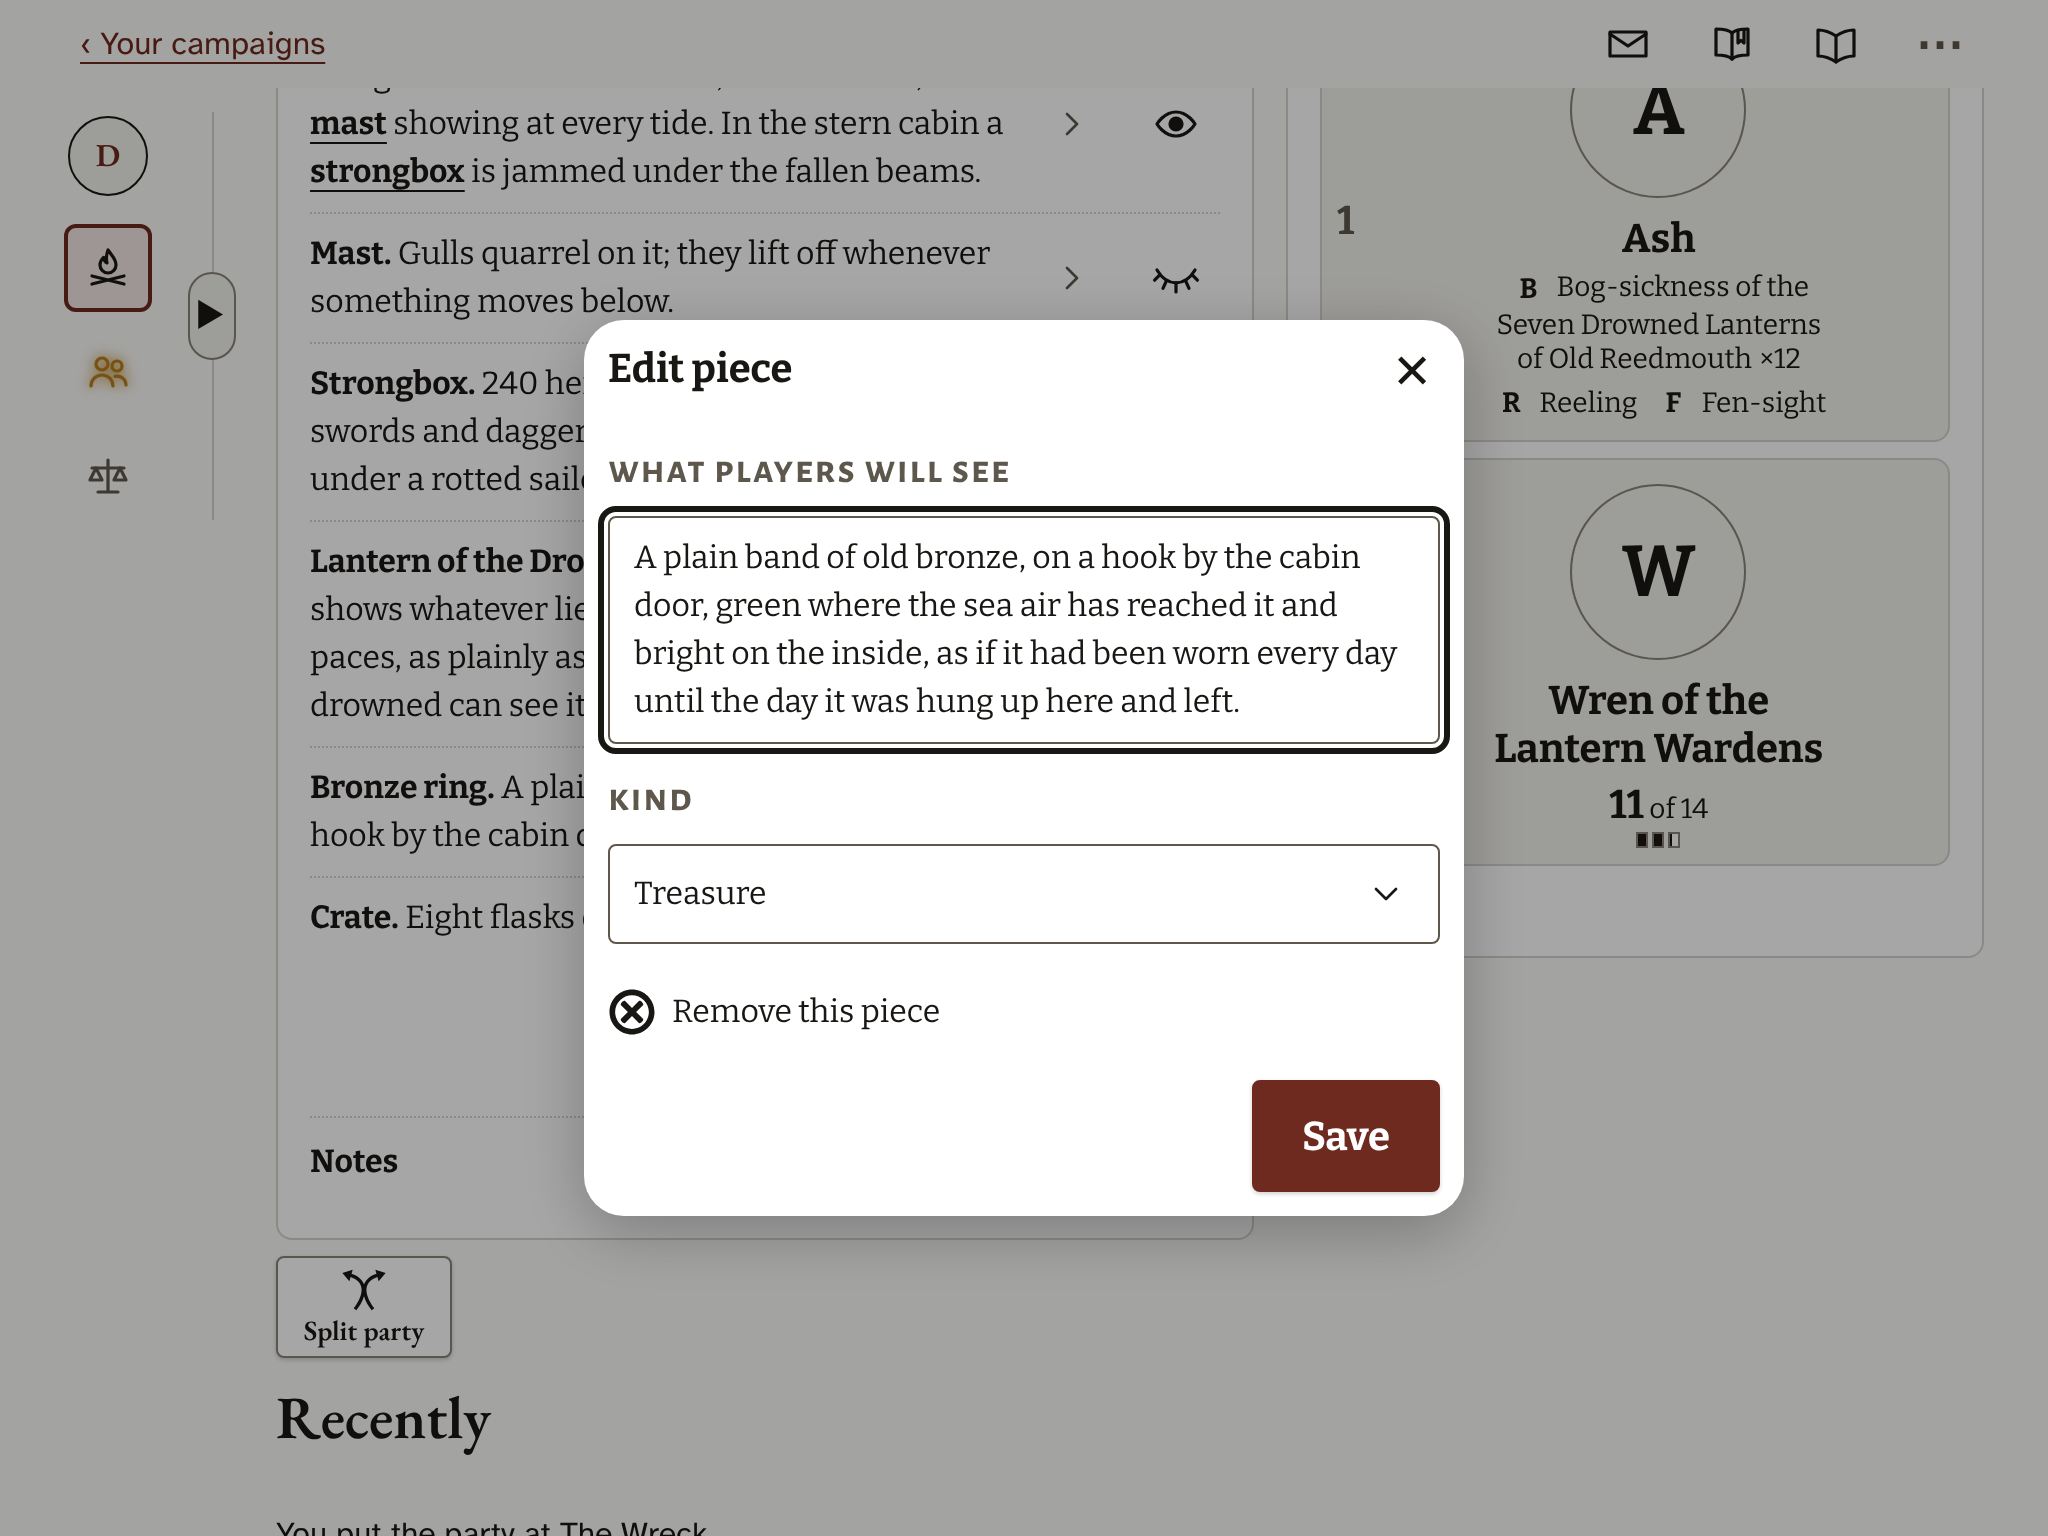 ‹ Your campaigns
D
mast showing at every tide. In the stern cabin a
strongbox is jammed under the fallen beams.
Mast. Gulls quarrel on it; they lift off whenever
something moves below.
Strongbox. 240 he
swords and dagger
under a rotted sail
Lantern of the Dro
shows whatever lie
paces, as plainly as
drowned can see it
Bronze ring. A plai
hook by the cabin
Crate. Eight flasks
Notes
Split party
Recently
You put the party at The Wreck
Edit piece
WHAT PLAYERS WILL SEE
A plain band of old bronze, on a hook by the cabin
door, green where the sea air has reached it and
bright on the inside, as if it had been worn every day
until the day it was hung up here and left.
KIND
Treasure
Remove this piece
Save
A
1
Ash
B Bog-sickness of the
Seven Drowned Lanterns
of Old Reedmouth ×12
R Reeling F Fen-sight
W
Wren of the
Lantern Wardens
11 of 14